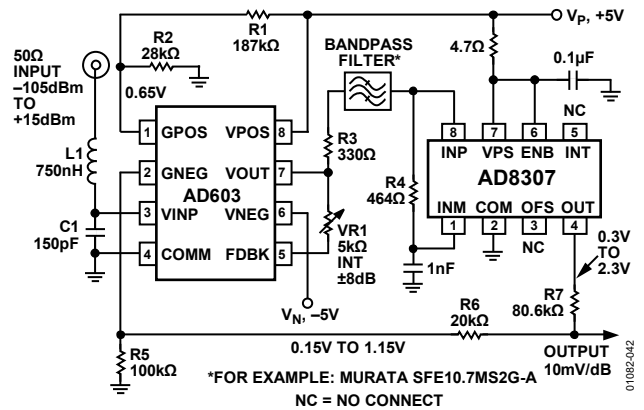 50Ω
INPUT
–105dBm
TO
+15dBm
R1
187kΩ
R2
28kΩ
0.65V
VP, +5V
BANDPASS
FILTER*
4.7Ω
0.1µF
NC
L1
750nH
C1
150pF
1 GPOS VPOS 8
2 GNEG VOUT 7
AD603
3 VINP VNEG 6
4 COMM FDBK 5
R3
330Ω
VR1
5kΩ
INT
±8dB
VN, –5V
R4
464Ω
1nF
8 7 6 5
INP VPS ENB INT
AD8307
INM COM OFS OUT
1 2 3 4
NC
0.3V
TO
2.3V
R7
80.6kΩ
R6
20kΩ
R5
100kΩ
0.15V TO 1.15V
OUTPUT
10mV/dB
*FOR EXAMPLE: MURATA SFE10.7MS2G-A
NC = NO CONNECT
01082-042